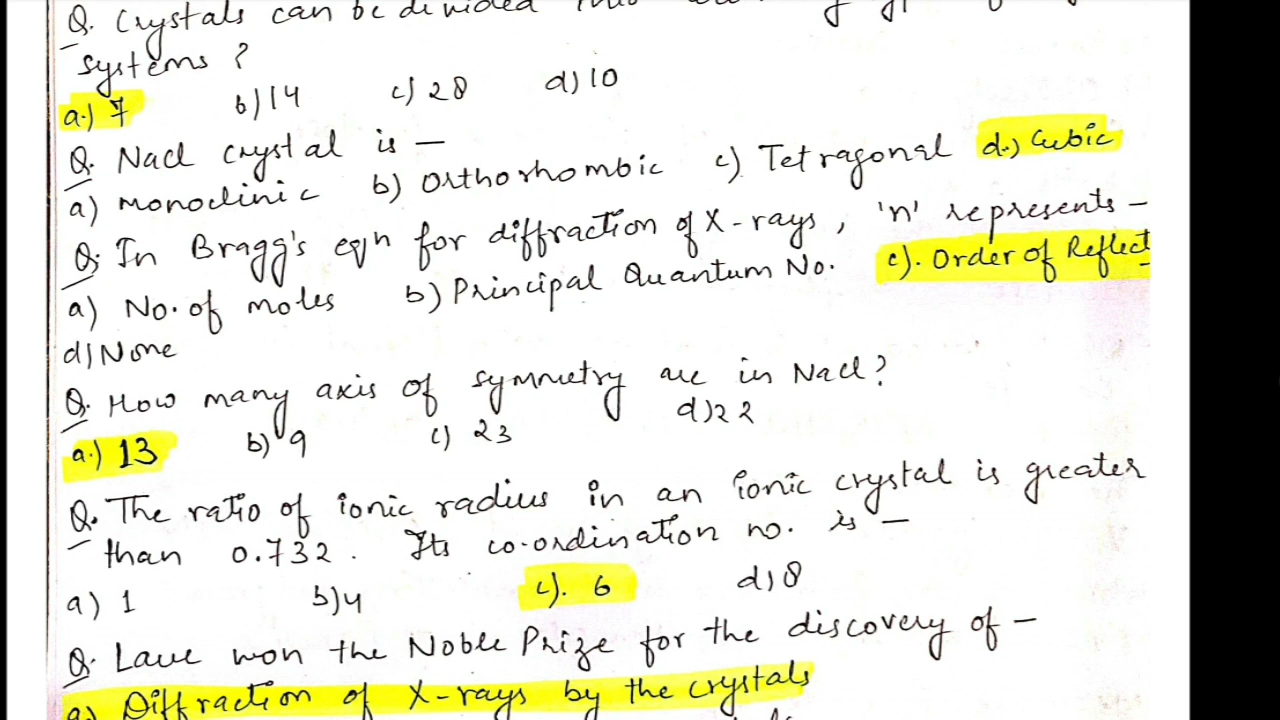 Q. Crystals can be devided
systems ?
a.) 7 b) 14 c) 28 d) 10
Q. Nacl crystal is —
a) monoclinic b) Orthorhombic c) Tetragonal d.) Cubic
Q. In Bragg's eqn for diffraction of X-rays, 'n' represents —
a) No. of moles b) Principal Quantum No. c). Order of Reflect
d) None
Q. How many axis of symmetry are in Nacl?
a.) 13 b) 9 c) 23 d) 22
Q. The ratio of ionic radius in an ionic crystal is greater
than 0.732. Its co-ordination no. is —
a) 1 b) 4 c). 6 d) 8
Q. Laue won the Noble Prize for the discovery of —
a) Diffraction of X-rays by the crystals